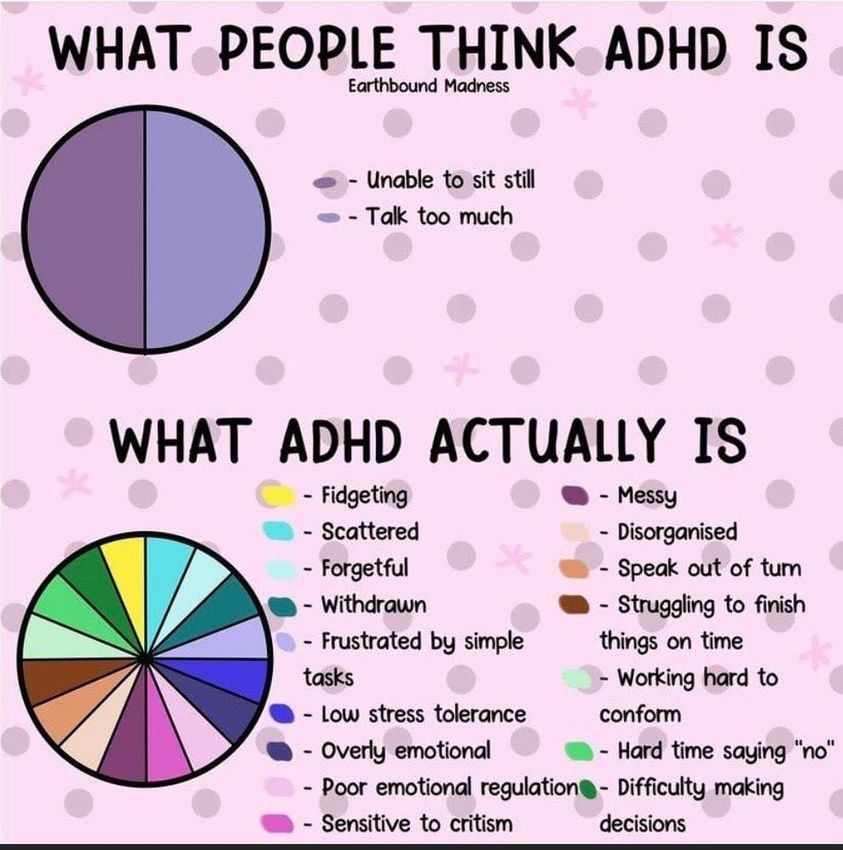 WHAT PEOPLE THINK ADHD IS
Earthbound Madness
- Unable to sit still
- Talk too much
WHAT ADHD ACTUALLY IS
- Fidgeting
- Scattered
- Forgetful
- Withdrawn
- Frustrated by simple
tasks
- Low stress tolerance
- Overly emotional
- Poor emotional regulation
- Sensitive to critism
- Messy
- Disorganised
- Speak out of turn
- Struggling to finish
things on time
- Working hard to
conform
- Hard time saying "no"
- Difficulty making
decisions